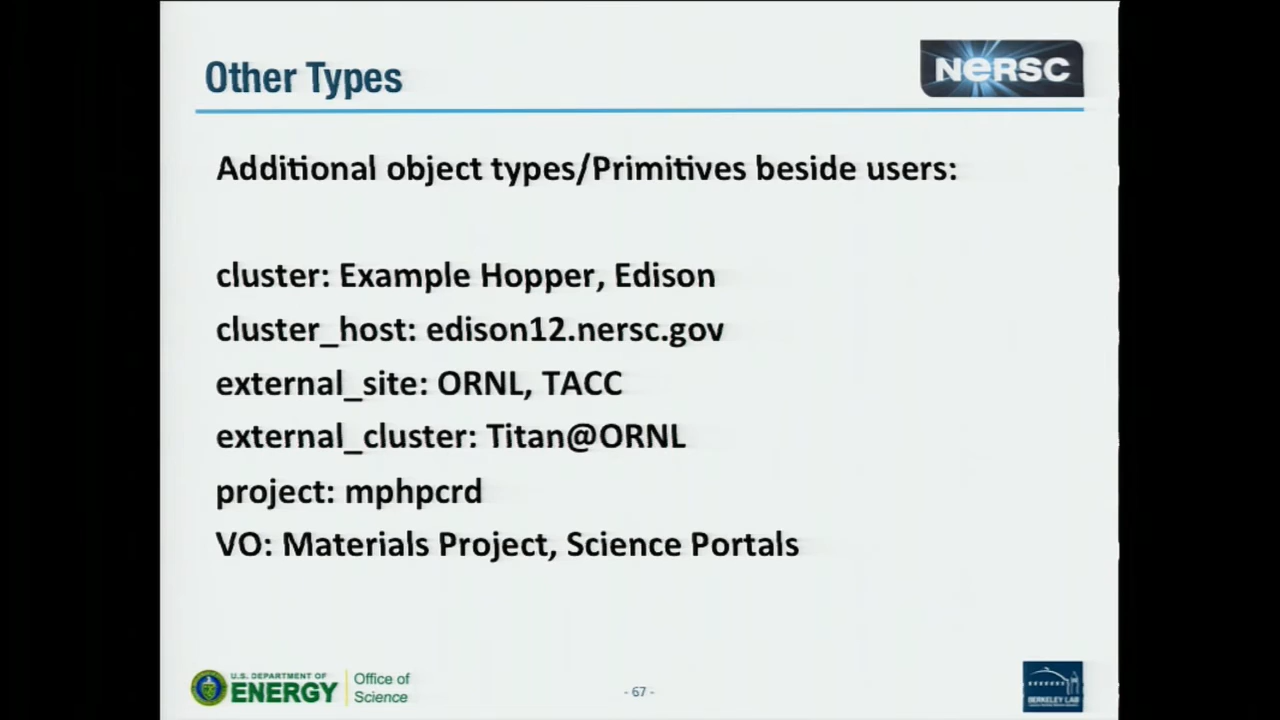 Other Types
NERSC
Additional object types/Primitives beside users:
cluster: Example Hopper, Edison
cluster_host: edison12.nersc.gov
external_site: ORNL, TACC
external_cluster: Titan@ORNL
project: mphpcrd
VO: Materials Project, Science Portals
U.S. DEPARTMENT OF
ENERGY
Office of
Science
- 67 -
BERKELEY LAB